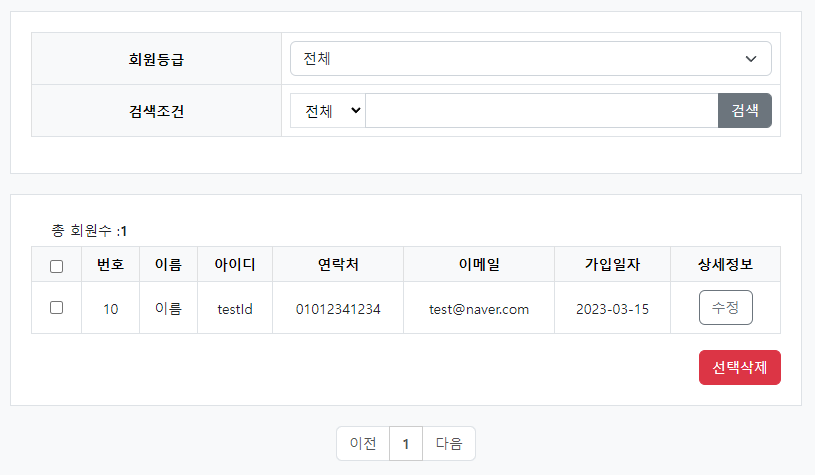 회원등급 전체
검색조건 전체 검색
총 회원수 :1
번호 이름 아이디 연락처 이메일 가입일자 상세정보
10 이름 testId 01012341234 test@naver.com 2023-03-15 수정
선택삭제
이전 1 다음